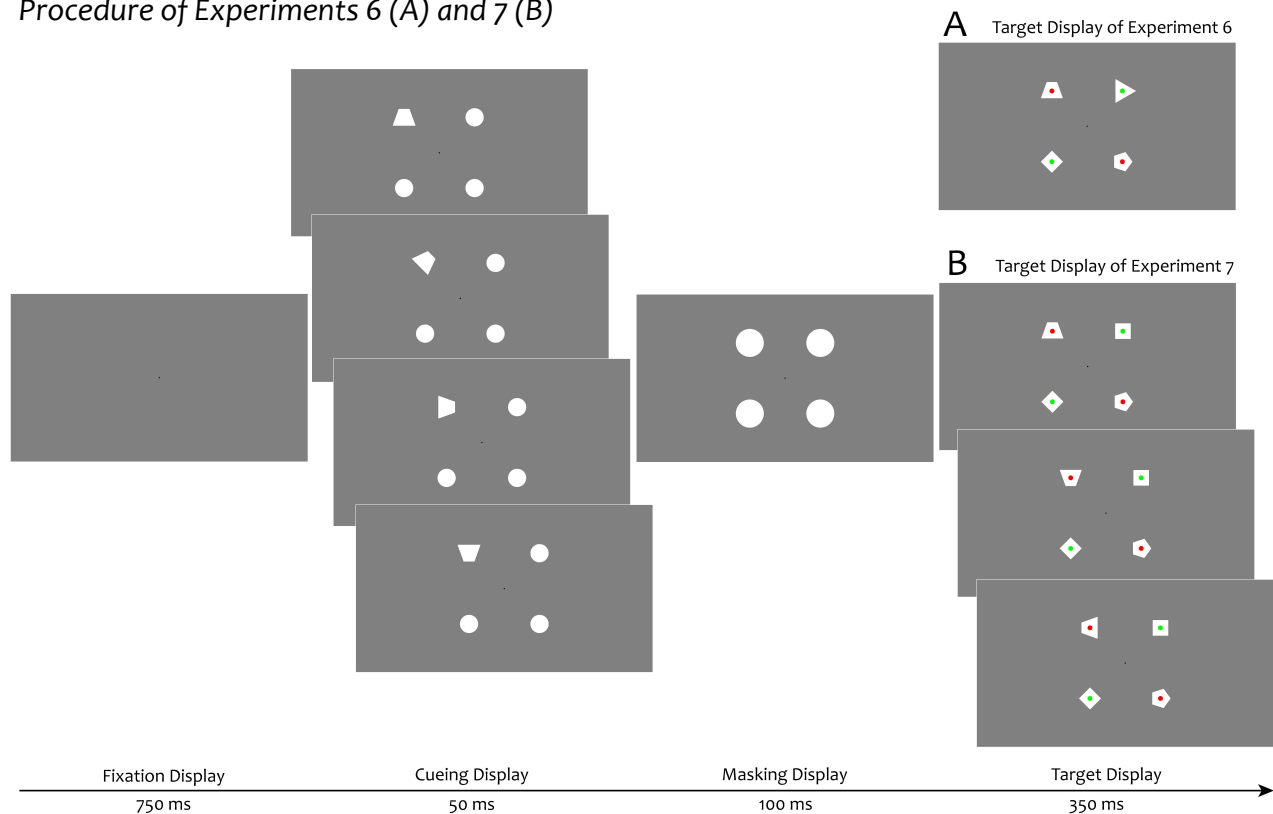 Procedure of Experiments 6 (A) and 7 (B)
A Target Display of Experiment 6
B Target Display of Experiment 7
Fixation Display Cueing Display Masking Display Target Display
750 ms 50 ms 100 ms 350 ms